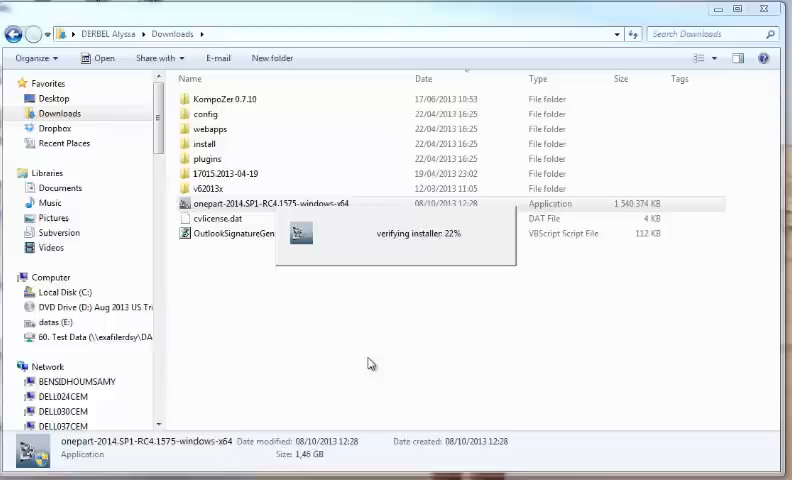 DERBEL Alyssa
Downloads
Search Downloads
Organize
Open
Share with
E-mail
New folder
Name
Date
Type
Size
Tags
Favorites
Desktop
Downloads
Dropbox
Recent Places
Libraries
Documents
Music
Pictures
Subversion
Videos
Computer
Local Disk (C:)
DVD Drive (D:) Aug 2013 US Tri
datas (E:)
60. Test Data (\\exafilerdsy\DA
Network
BENSIDHOUMSAMY
DELL024CEM
DELL030CEM
DELL037CEM
KompoZer 0.7.10 17/06/2013 10:53 File folder
config 22/04/2013 16:25 File folder
webapps 22/04/2013 16:25 File folder
install 22/04/2013 16:25 File folder
plugins 22/04/2013 16:25 File folder
17015.2013-04-19 19/04/2013 23:02 File folder
v62013x 12/03/2013 11:05 File folder
onepart-2014.SP1-RC4.1575-windows-x64 08/10/2013 12:28 Application 1 540 374 KB
cvlicense.dat DAT File 4 KB
OutlookSignatureGen VBScript Script File 112 KB
verifying installer: 22%
onepart-2014.SP1-RC4.1575-windows-x64 Date modified: 08/10/2013 12:28 Date created: 08/10/2013 12:28
Application Size: 1,46 GB